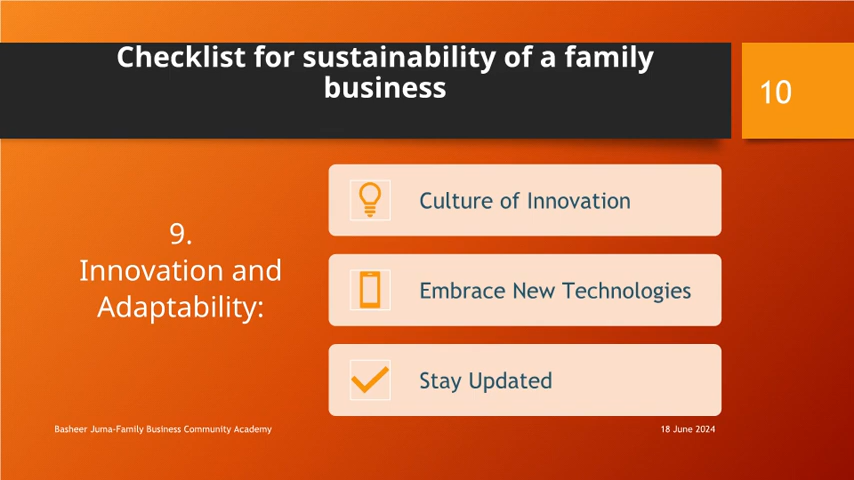 Checklist for sustainability of a family
business
10
9.
Innovation and
Adaptability:
Culture of Innovation
Embrace New Technologies
Stay Updated
Basheer Juma-Family Business Community Academy
18 June 2024